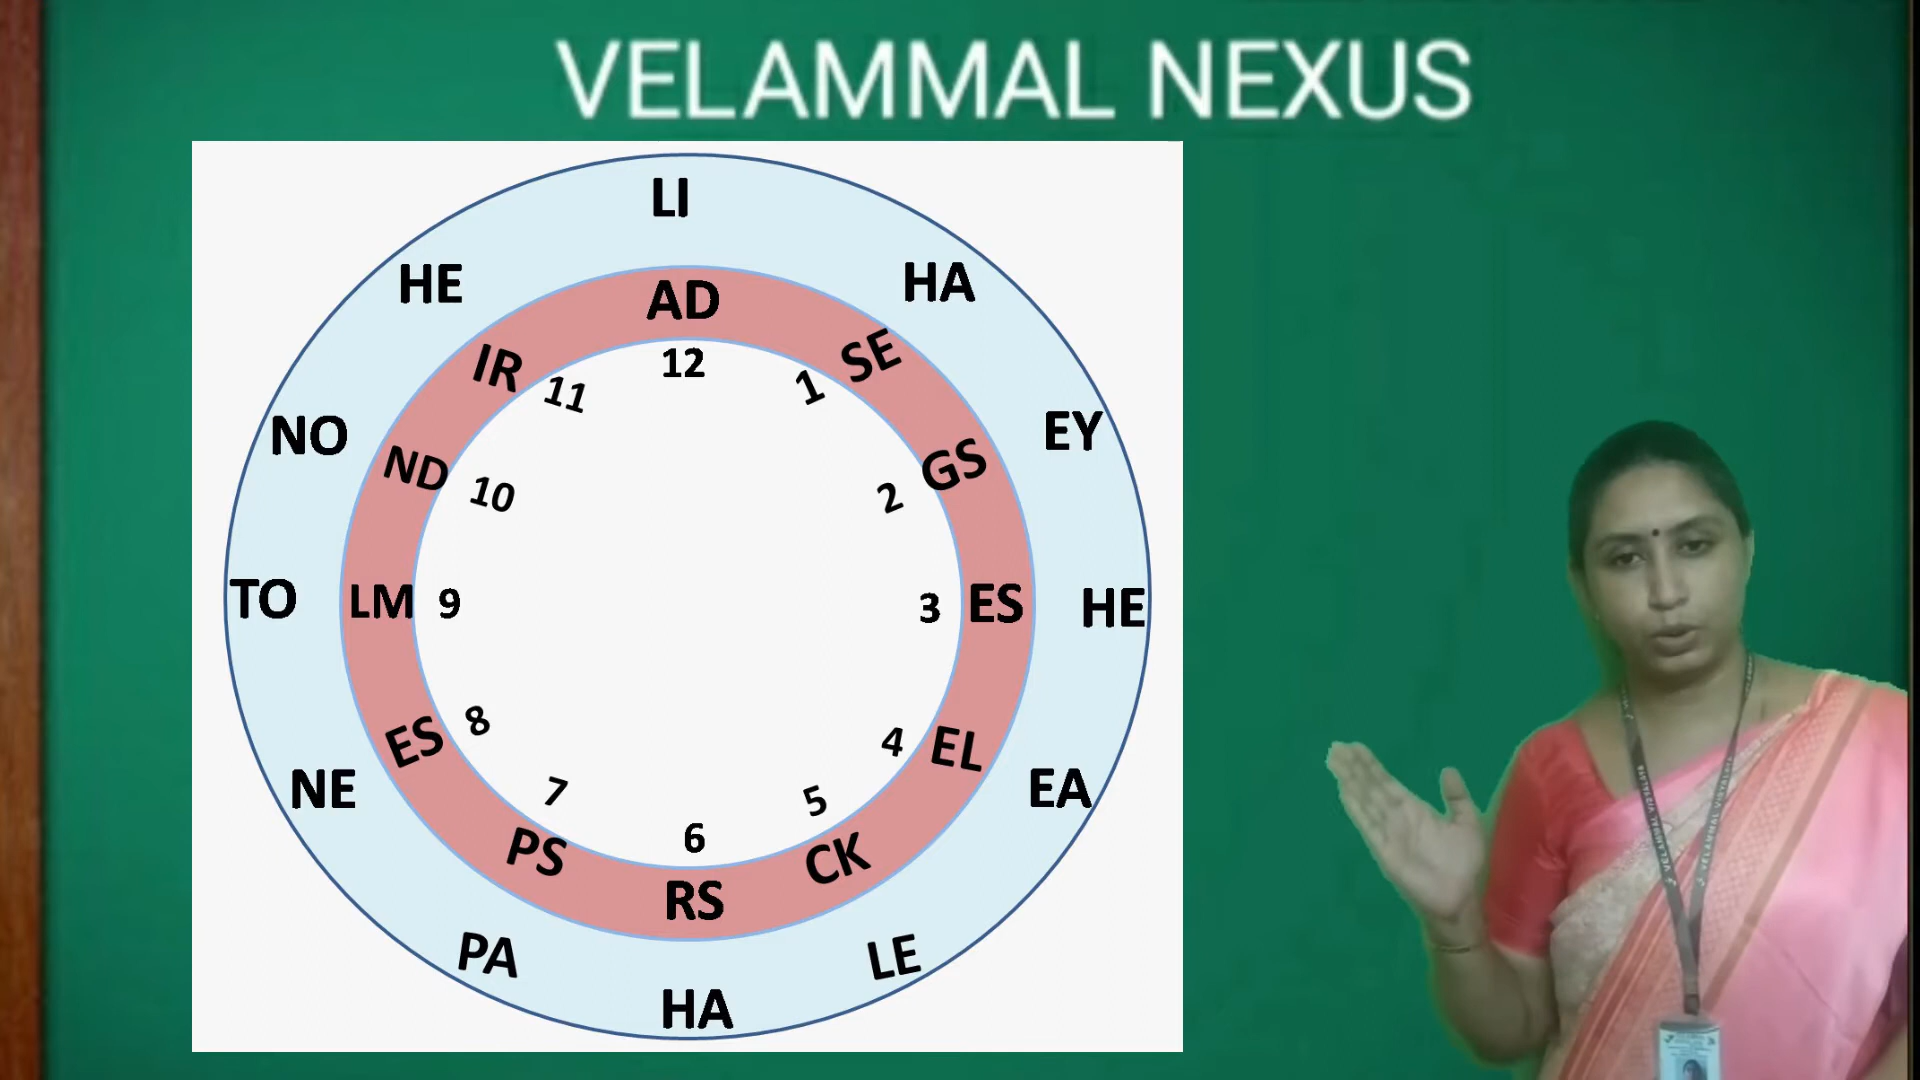 VELAMMAL NEXUS
LI
HE
HA
AD
IR
SE
12
11
1
NO
EY
ND
GS
10
2
TO
LM
9
3
ES
HE
8
ES
4
EL
NE
EA
7
5
6
PS
CK
RS
PA
LE
HA